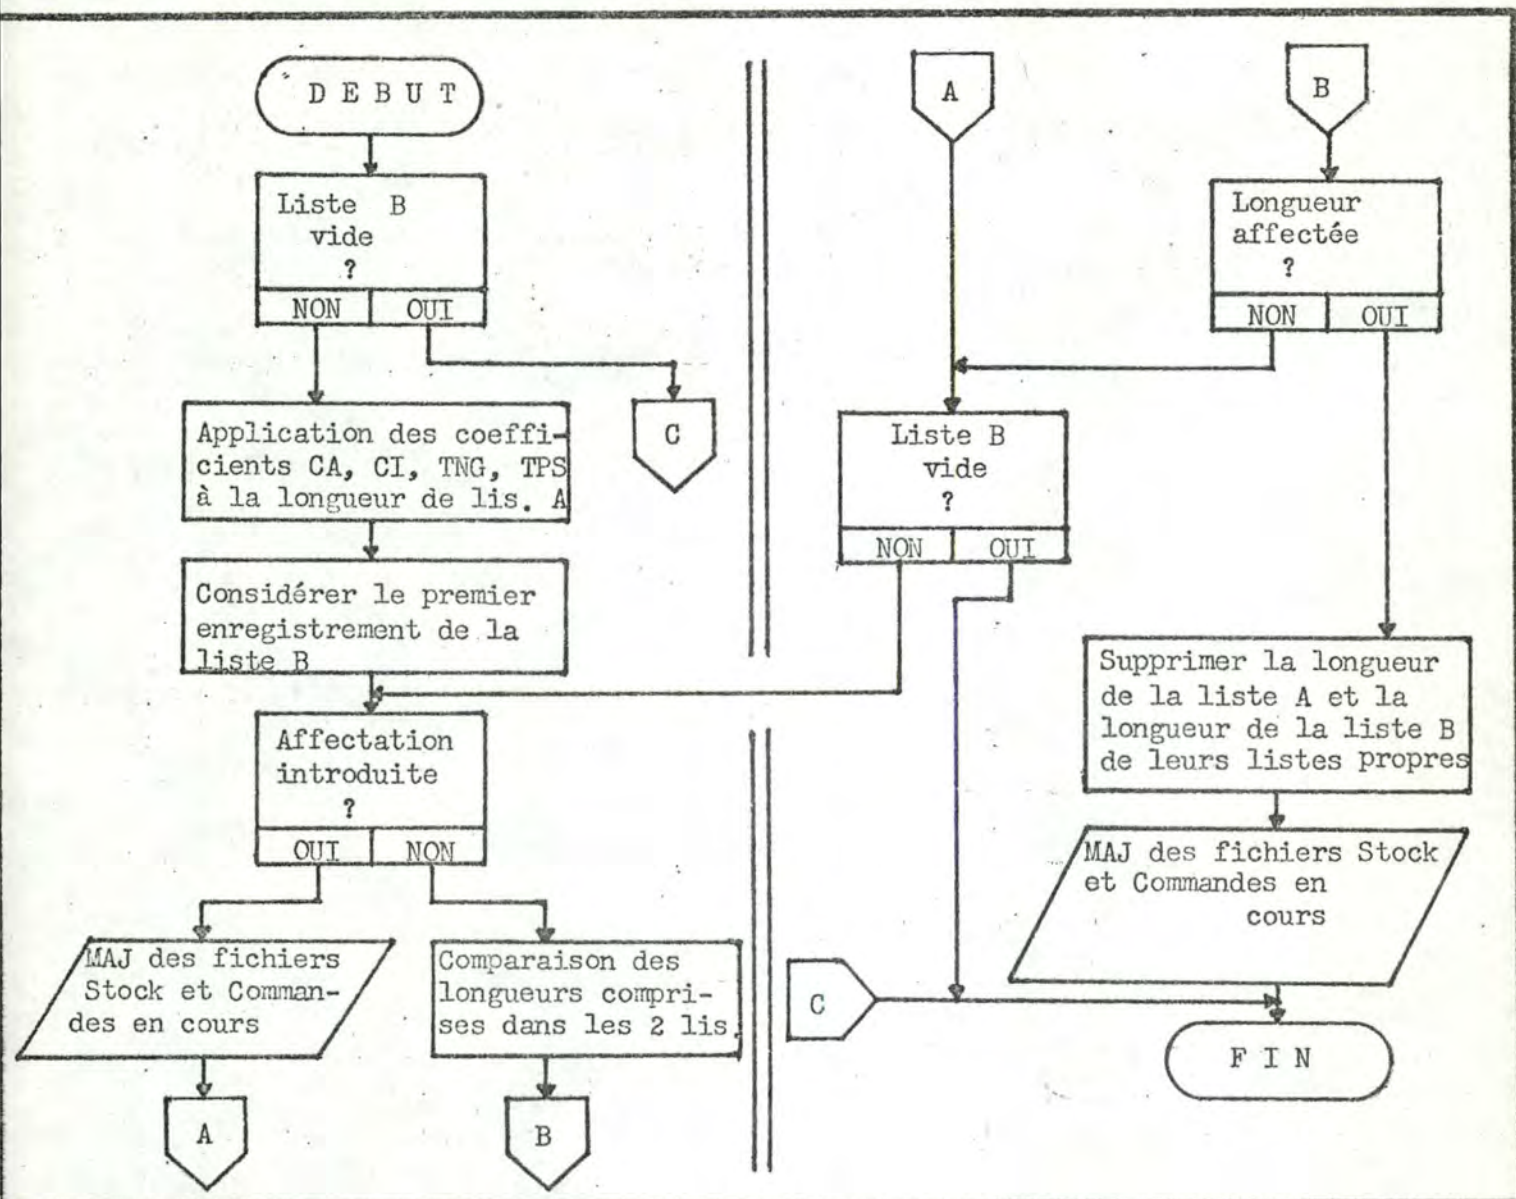 D E B U T
Liste B
vide
?
NON OUI
C
Application des coeffi-
cients CA, CI, TNG, TPS
à la longueur de lis. A
Considérer le premier
enregistrement de la
liste B
Affectation
introduite
?
OUI NON
MAJ des fichiers
Stock et Comman-
des en cours
Comparaison des
longueurs compri-
ses dans les 2 lis.
A
B
A
B
Longueur
affectée
?
NON OUI
Liste B
vide
?
NON OUI
Supprimer la longueur
de la liste A et la
longueur de la liste B
de leurs listes propres
MAJ des fichiers Stock
et Commandes en
cours
C
F I N